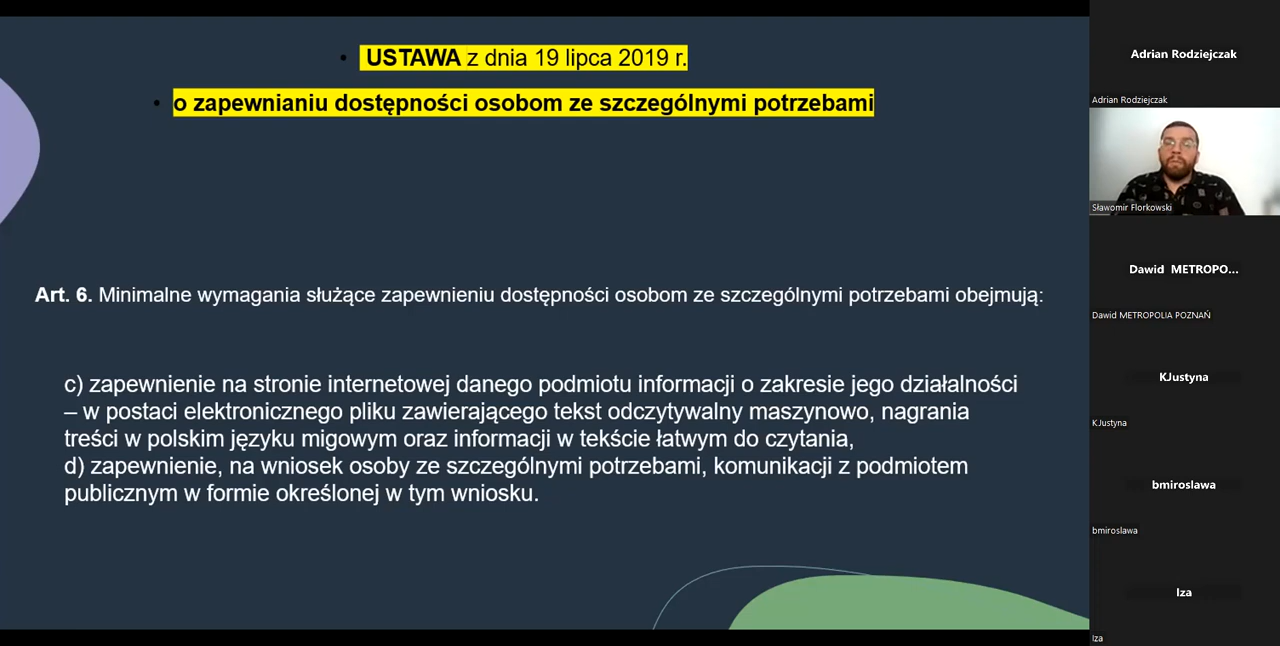 • USTAWA z dnia 19 lipca 2019 r.
• o zapewnianiu dostępności osobom ze szczególnymi potrzebami
Art. 6. Minimalne wymagania służące zapewnieniu dostępności osobom ze szczególnymi potrzebami obejmują:
c) zapewnienie na stronie internetowej danego podmiotu informacji o zakresie jego działalności
– w postaci elektronicznego pliku zawierającego tekst odczytywalny maszynowo, nagrania
treści w polskim języku migowym oraz informacji w tekście łatwym do czytania,
d) zapewnienie, na wniosek osoby ze szczególnymi potrzebami, komunikacji z podmiotem
publicznym w formie określonej w tym wniosku.
Adrian Rodziejczak
Adrian Rodziejczak
Sławomir Florkowski
Dawid METROPO...
Dawid METROPOLIA POZNAŃ
KJustyna
KJustyna
bmiroslawa
bmiroslawa
Iza
Iza